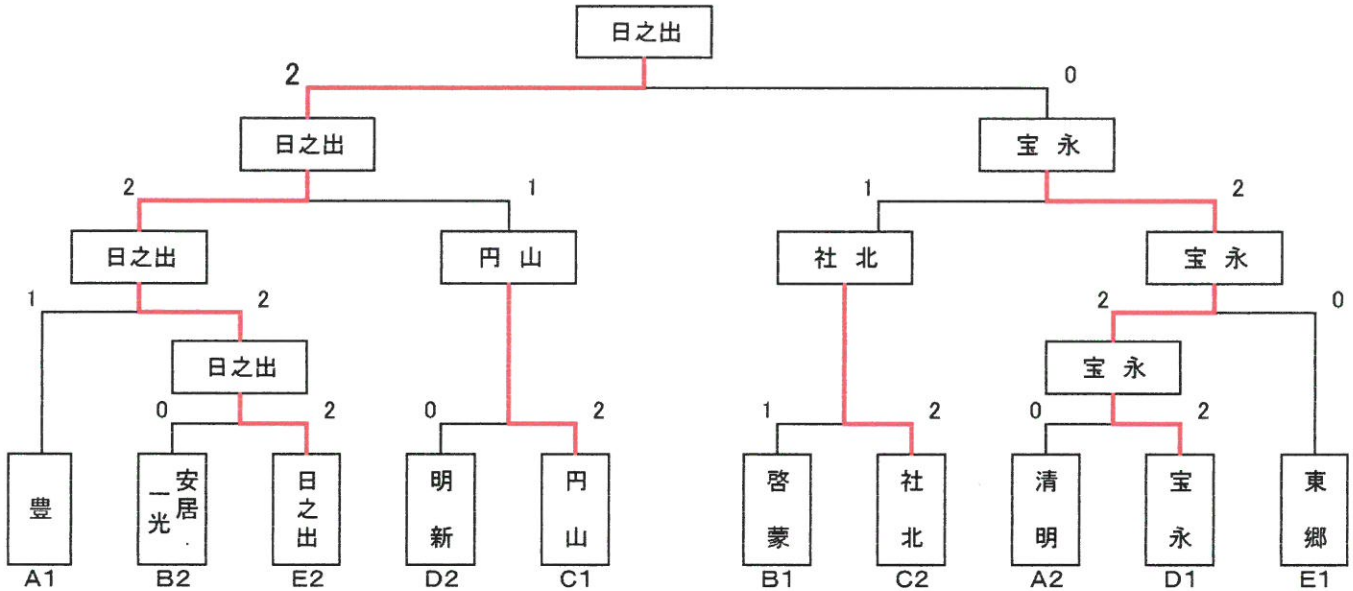 日之出
2 0
日之出 宝永
2 1 1 2
日之出 円山 社北 宝永
1 2 2 0
日之出 宝永
0 2 0 2 1 2 0 2
豊 安居一光 日之出 明新 円山 啓蒙 社北 清明 宝永 東郷
A1 B2 E2 D2 C1 B1 C2 A2 D1 E1